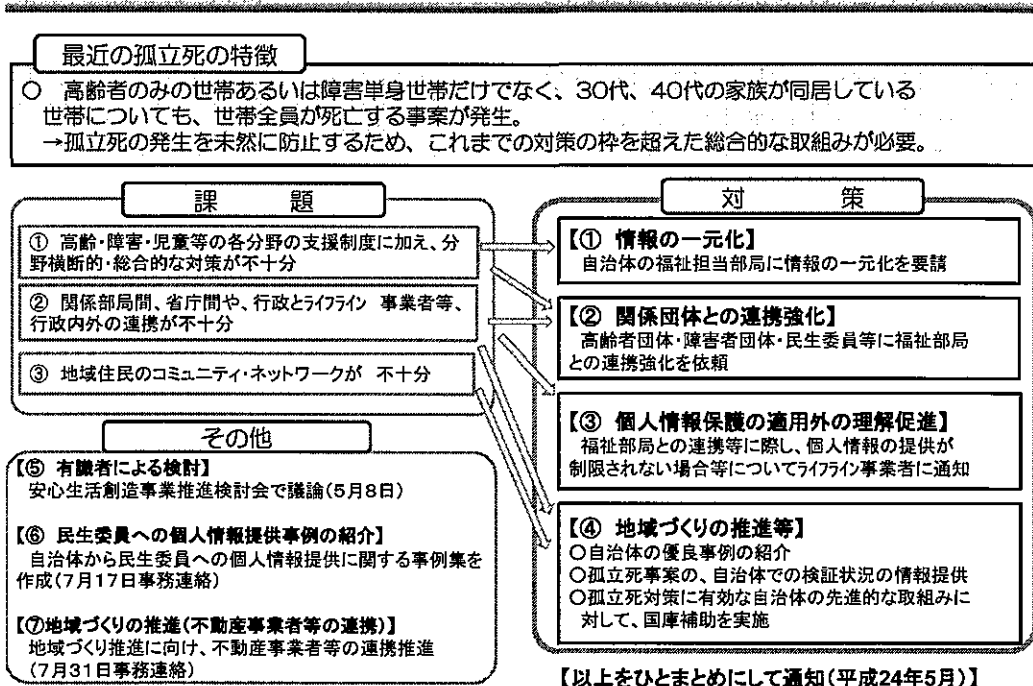 最近の孤立死の特徴
○ 高齢者のみの世帯あるいは障害単身世帯だけでなく、30代、40代の家族が同居している
世帯についても、世帯全員が死亡する事案が発生。
→孤立死の発生を未然に防止するため、これまでの対策の枠を超えた総合的な取組みが必要。
課 題
① 高齢・障害・児童等の各分野の支援制度に加え、分
野横断的・総合的な対策が不十分
② 関係部局間、省庁間や、行政とライフライン 事業者等、
行政内外の連携が不十分
③ 地域住民のコミュニティ・ネットワークが 不十分
その他
【⑤ 有識者による検討】
安心生活創造事業推進検討会で議論(5月8日)
【⑥ 民生委員への個人情報提供事例の紹介】
自治体から民生委員への個人情報提供に関する事例集を
作成(7月17日事務連絡)
【⑦地域づくりの推進(不動産事業者等の連携)】
地域づくり推進に向け、不動産事業者等の連携推進
(7月31日事務連絡)
対 策
【① 情報の一元化】
自治体の福祉担当部局に情報の一元化を要請
【② 関係団体との連携強化】
高齢者団体・障害者団体・民生委員等に福祉部局
との連携強化を依頼
【③ 個人情報保護の適用外の理解促進】
福祉部局との連携等に際し、個人情報の提供が
制限されない場合等についてライフライン事業者に通知
【④ 地域づくりの推進等】
○自治体の優良事例の紹介
○孤立死事案の、自治体での検証状況の情報提供
○孤立死対策に有効な自治体の先進的な取組みに
対して、国庫補助を実施
【以上をひとまとめにして通知(平成24年5月)】